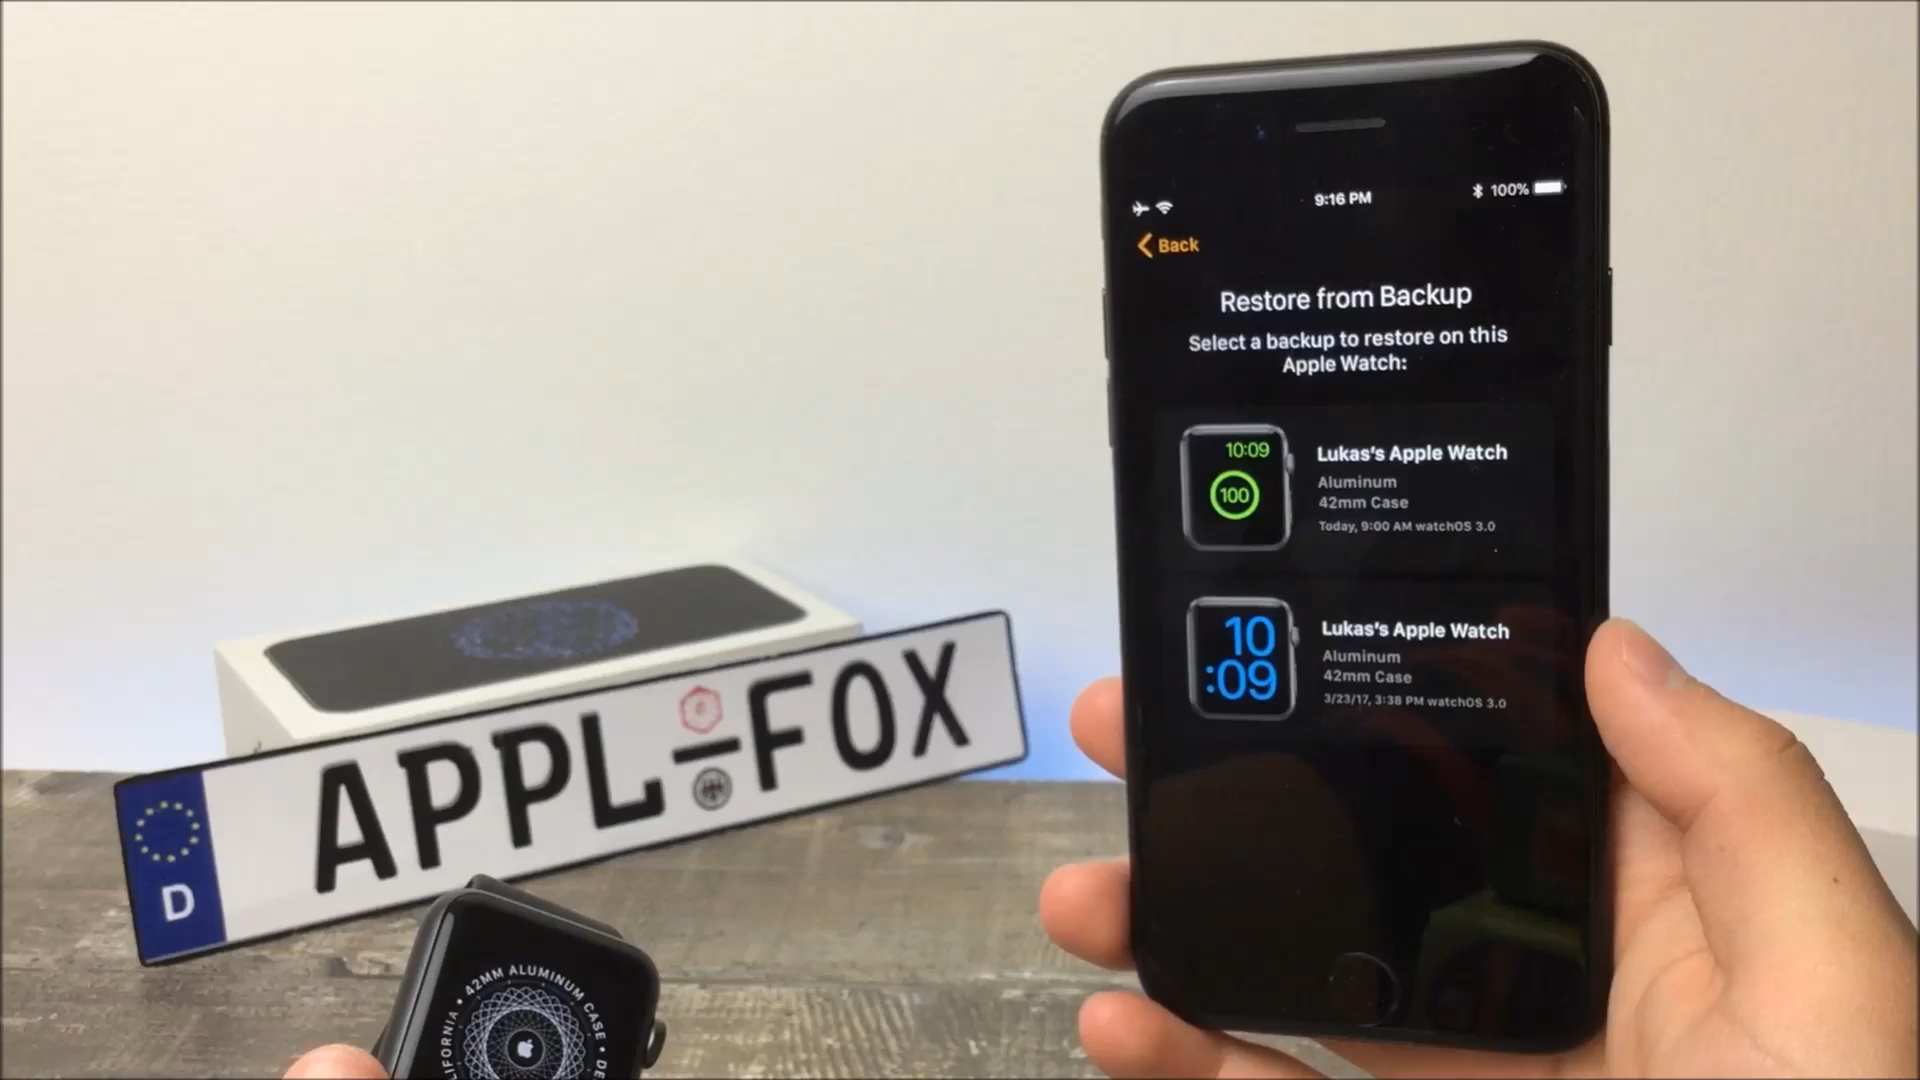 9:16 PM
100%
Back
Restore from Backup
Select a backup to restore on this
Apple Watch:
10:09
100
Lukas's Apple Watch
Aluminum
42mm Case
Today, 9:00 AM watchOS 3.0
10
:09
Lukas's Apple Watch
Aluminum
42mm Case
3/23/17, 3:38 PM watchOS 3.0
D
APPL-FOX
LIFORNIA • 42MM ALUMINUM CASE • DE